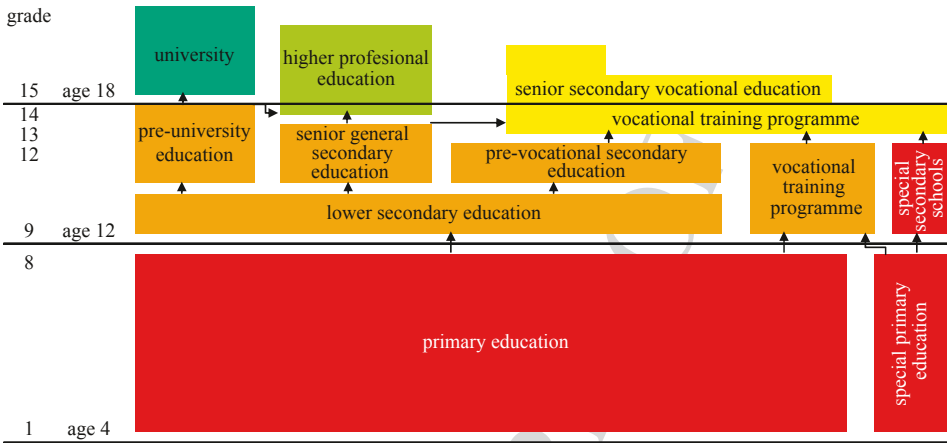 grade
university
higher profesional
education
15 age 18
senior secondary vocational education
14
13
12
pre-university
education
senior general
secondary
education
vocational training programme
pre-vocational secondary
education
vocational
training
programme
special
secondary
schools
lower secondary education
9 age 12
8
primary education
special primary
education
1 age 4